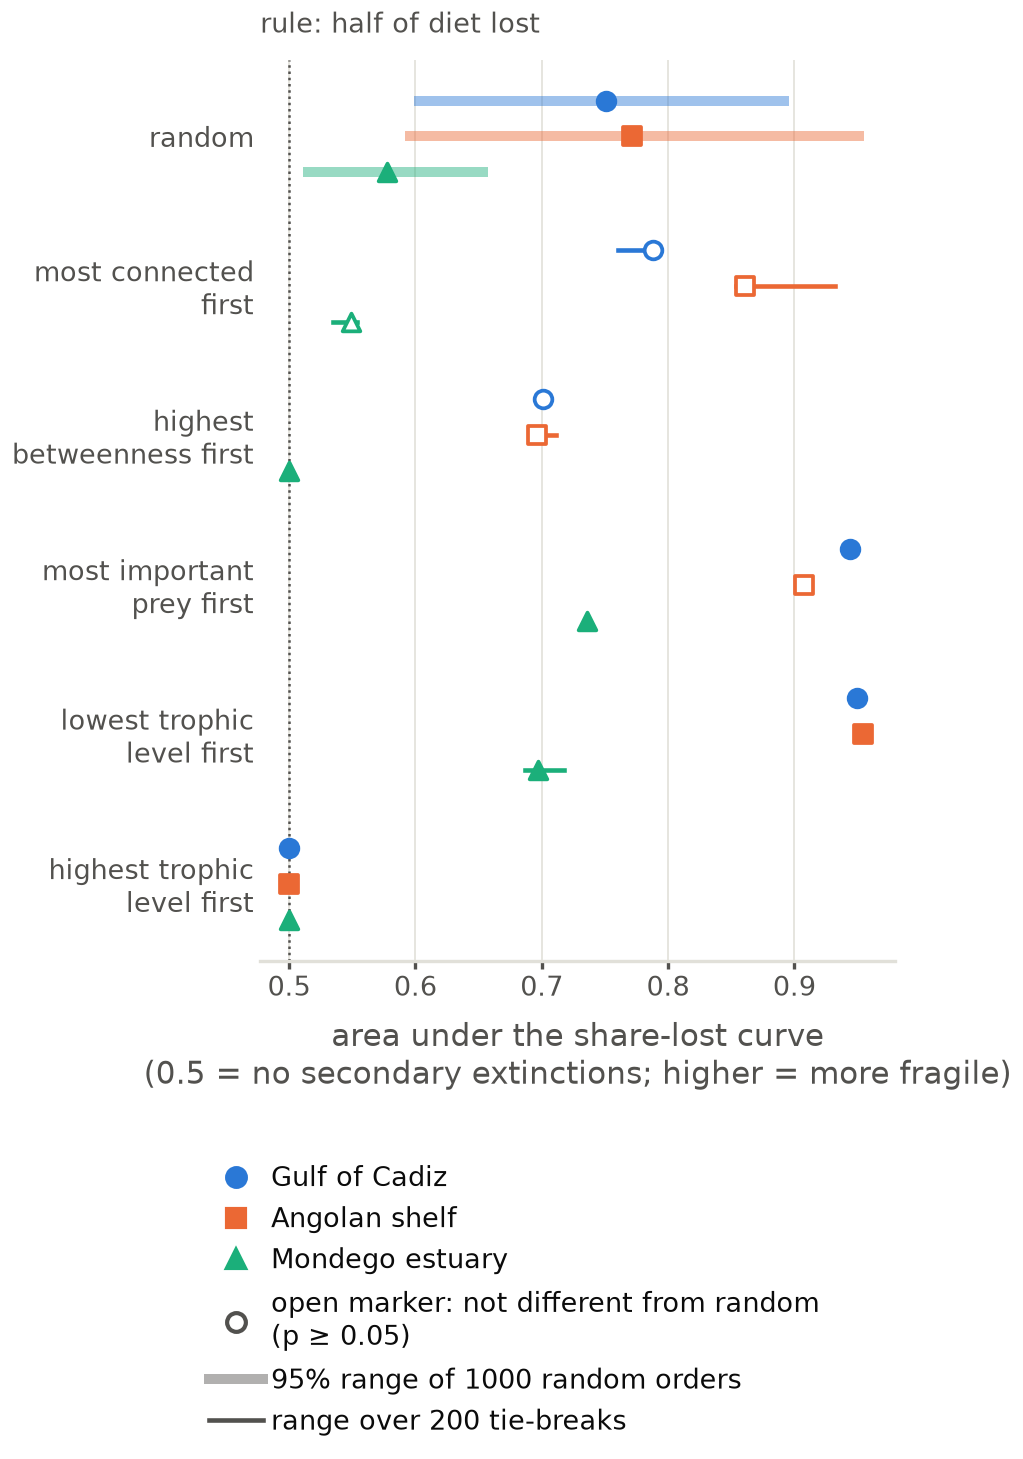 rule: half of diet lost
random
most connected
first
highest
betweenness first
most important
prey first
lowest trophic
level first
highest trophic
level first
0.5 0.6 0.7 0.8 0.9
area under the share-lost curve
(0.5 = no secondary extinctions; higher = more fragile)
Gulf of Cadiz
Angolan shelf
Mondego estuary
open marker: not different from random
(p ≥ 0.05)
95% range of 1000 random orders
range over 200 tie-breaks